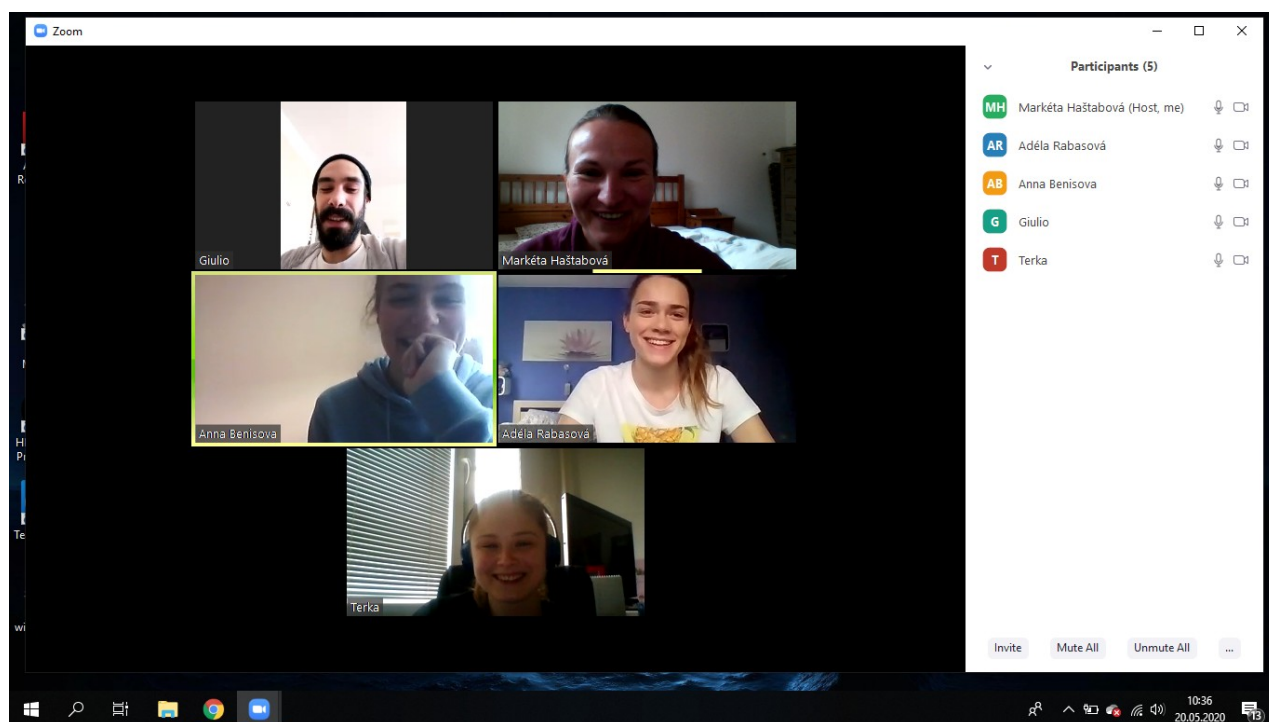 Zoom
Participants (5)
MH Markéta Haštabová (Host, me)
AR Adéla Rabasová
AB Anna Benisova
G Giulio
T Terka
Giulio
Markéta Haštabová
Anna Benisova
Adéla Rabasová
Terka
Invite Mute All Unmute All ...
10:36
20.05.2020
13